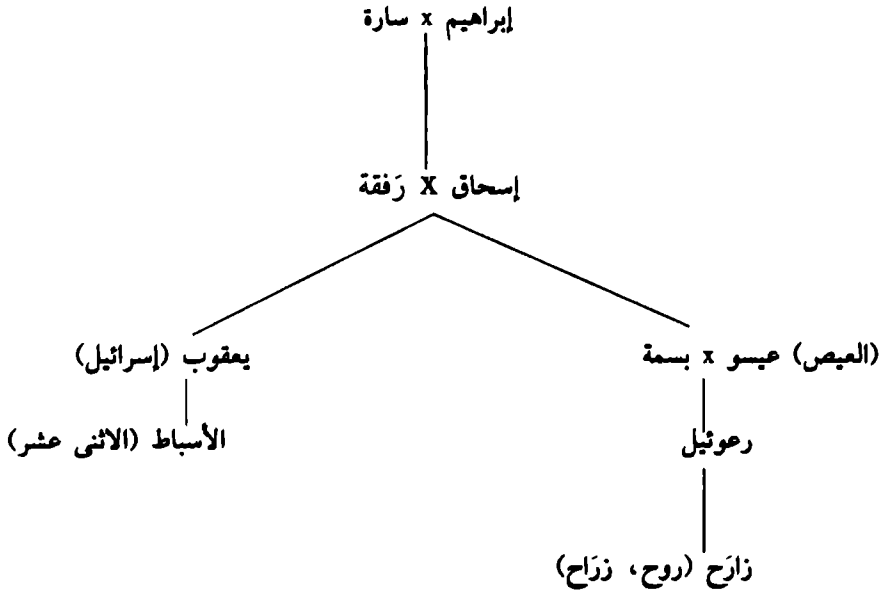 إبراهيم x سارة
إسحاق X رَفقة
(العيص) عيسو x بسمة
يعقوب (إسرائيل)
رعوئيل
الأسباط (الاثنى عشر)
زارَح (روح، زرَاح)